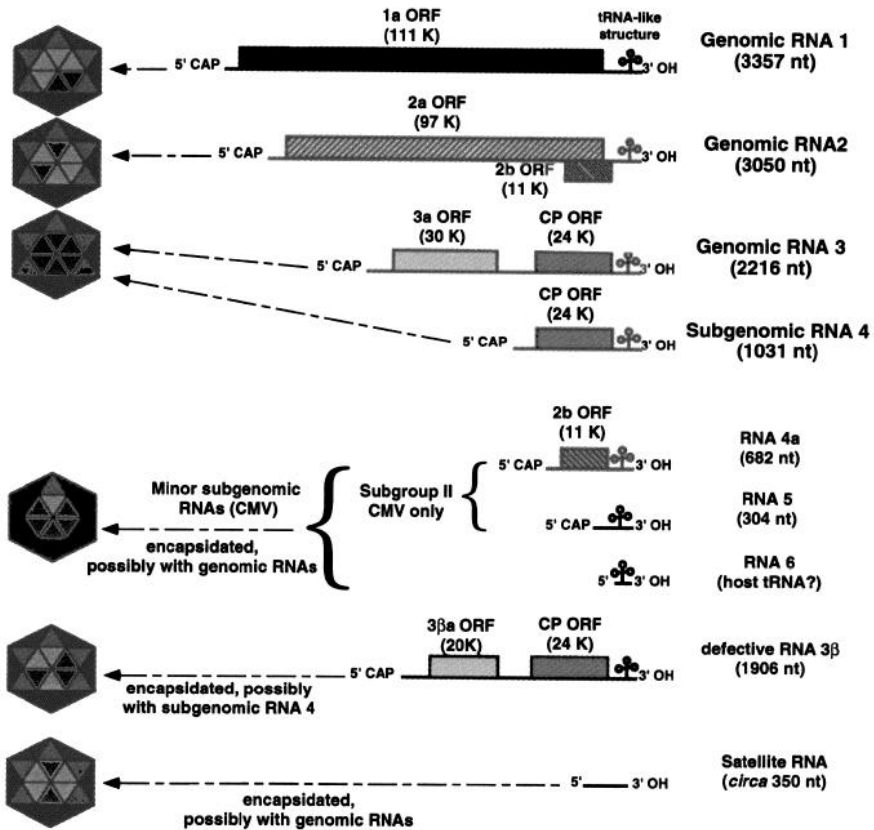 1a ORF
(111 K)
tRNA-like
structure
5' CAP
3' OH
Genomic RNA 1
(3357 nt)
2a ORF
(97 K)
5' CAP
3' OH
2b ORF
(11 K)
Genomic RNA2
(3050 nt)
3a ORF
(30 K)
CP ORF
(24 K)
5' CAP
3' OH
Genomic RNA 3
(2216 nt)
CP ORF
(24 K)
5' CAP
3' OH
Subgenomic RNA 4
(1031 nt)
2b ORF
(11 K)
5' CAP
3' OH
RNA 4a
(682 nt)
Minor subgenomic
RNAs (CMV)
encapsidated,
possibly with genomic RNAs
Subgroup II
CMV only
5' CAP
3' OH
RNA 5
(304 nt)
5'
3' OH
RNA 6
(host tRNA?)
3βa ORF
(20K)
CP ORF
(24 K)
5' CAP
3' OH
defective RNA 3β
(1906 nt)
encapsidated, possibly
with subgenomic RNA 4
5'
3' OH
Satellite RNA
(circa 350 nt)
encapsidated,
possibly with genomic RNAs